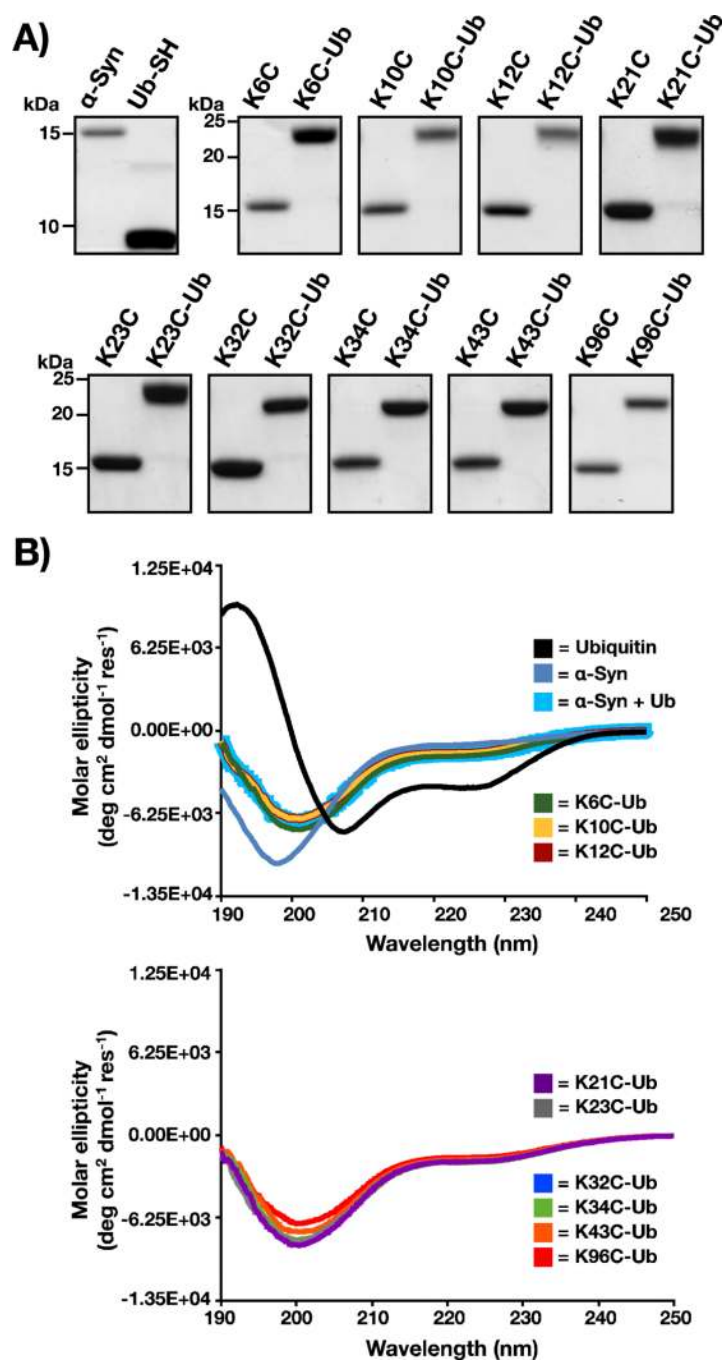 A)
α-Syn Ub-SH K6C K6C-Ub K10C K10C-Ub K12C K12C-Ub K21C K21C-Ub
kDa
15
10
kDa
25
20
15
K23C K23C-Ub K32C K32C-Ub K34C K34C-Ub K43C K43C-Ub K96C K96C-Ub
kDa
25
20
15
B)
Molar ellipticity
(deg cm² dmol⁻¹ res⁻¹)
1.25E+04
6.25E+03
0.00E+00
-6.25E+03
-1.35E+04
= Ubiquitin
= α-Syn
= α-Syn + Ub
= K6C-Ub
= K10C-Ub
= K12C-Ub
190 200 210 220 230 240 250
Wavelength (nm)
Molar ellipticity
(deg cm² dmol⁻¹ res⁻¹)
1.25E+04
6.25E+03
0.00E+00
-6.25E+03
-1.35E+04
= K21C-Ub
= K23C-Ub
= K32C-Ub
= K34C-Ub
= K43C-Ub
= K96C-Ub
190 200 210 220 230 240 250
Wavelength (nm)